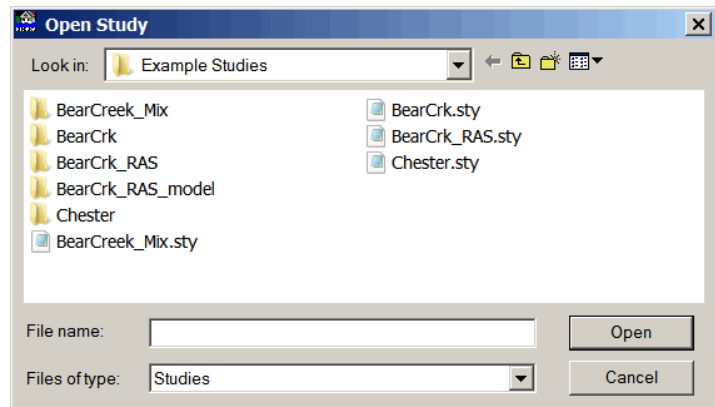 Open Study
Look in: Example Studies
BearCreek_Mix
BearCrk
BearCrk_RAS
BearCrk_RAS_model
Chester
BearCreek_Mix.sty
BearCrk.sty
BearCrk_RAS.sty
Chester.sty
File name: Open
Files of type: Studies Cancel